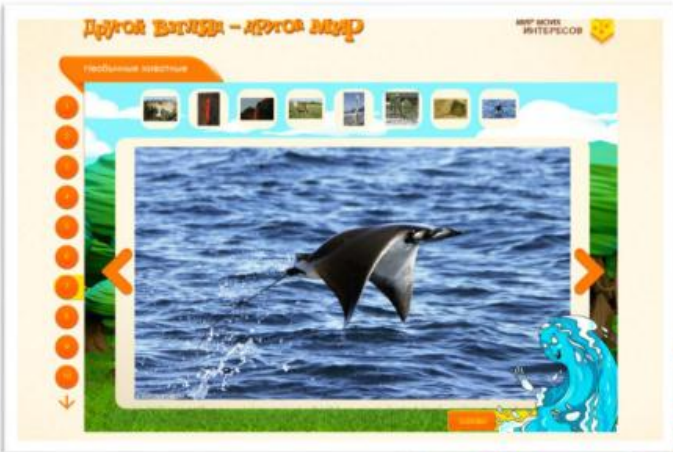 Другой взгляд – другой мир
МИР МОИХ
ИНТЕРЕСОВ
Необычные животные